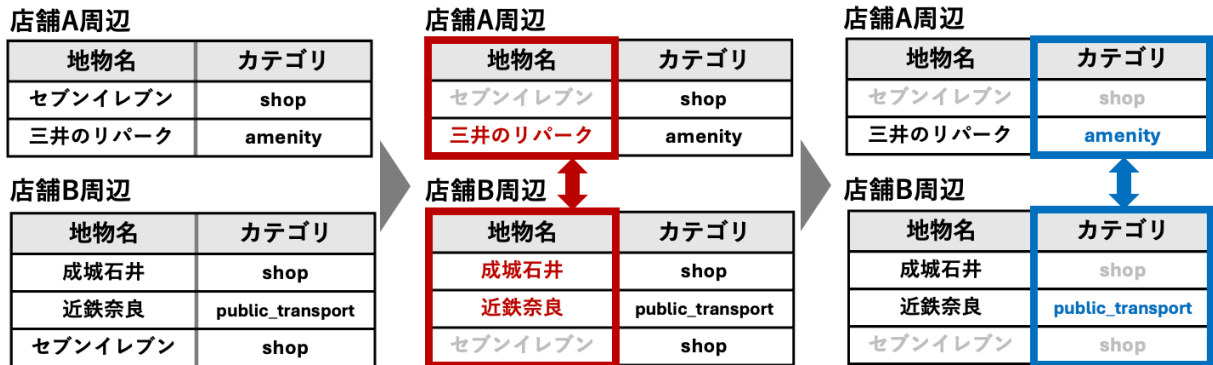 店舗A周辺
地物名 カテゴリ
セブンイレブン shop
三井のリパーク amenity
店舗B周辺
地物名 カテゴリ
成城石井 shop
近鉄奈良 public_transport
セブンイレブン shop
店舗A周辺
地物名 カテゴリ
セブンイレブン shop
三井のリパーク amenity
店舗B周辺
地物名 カテゴリ
成城石井 shop
近鉄奈良 public_transport
セブンイレブン shop
店舗A周辺
地物名 カテゴリ
セブンイレブン shop
三井のリパーク amenity
店舗B周辺
地物名 カテゴリ
成城石井 shop
近鉄奈良 public_transport
セブンイレブン shop